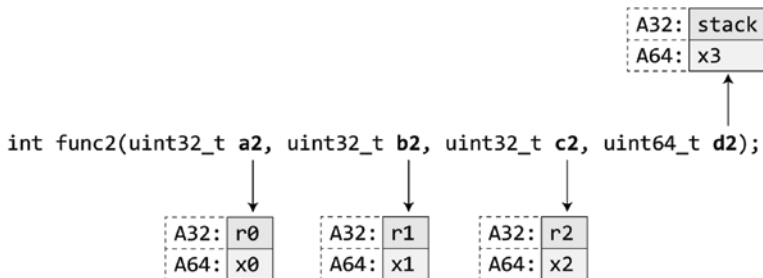 A32: stack
A64: x3
int func2(uint32_t a2, uint32_t b2, uint32_t c2, uint64_t d2);
A32: r0 A32: r1 A32: r2
A64: x0 A64: x1 A64: x2